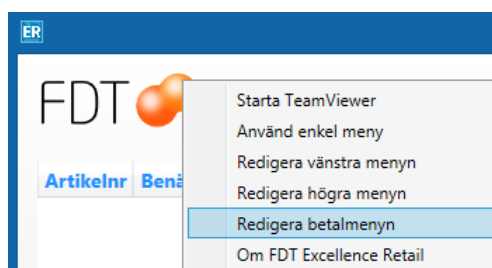 ER
FDT
Starta TeamViewer
Använd enkel meny
Redigera vänstra menyn
Redigera högra menyn
Redigera betalmenyn
Om FDT Excellence Retail
Artikelnr